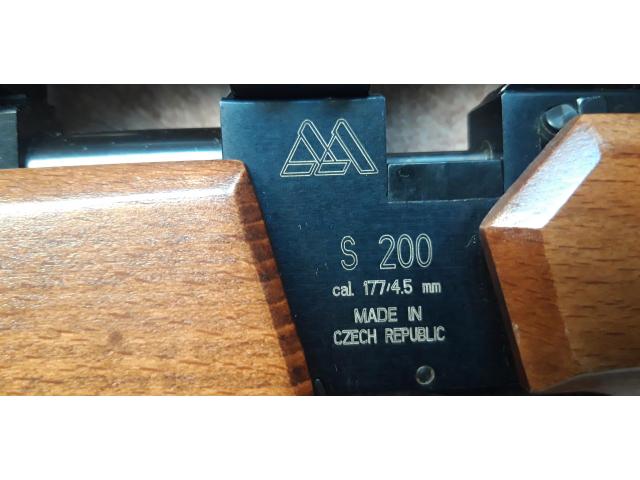 S 200
cal. 177/4.5 mm
MADE IN
CZECH REPUBLIC